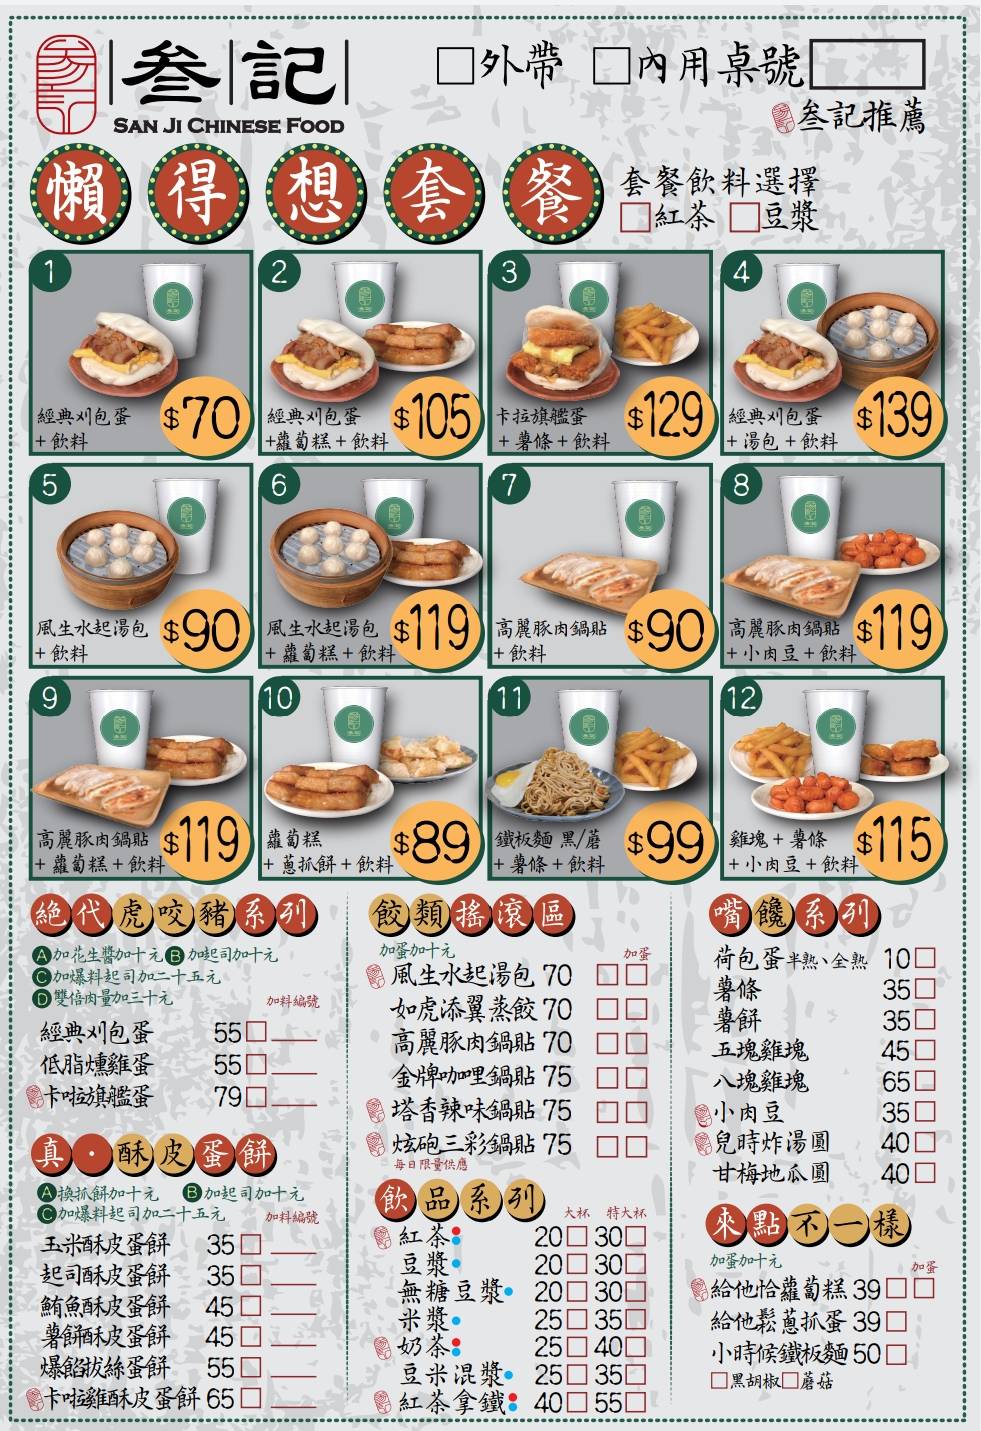 叁記
SAN JI CHINESE FOOD
外帶 內用桌號
叁記推薦
懶得想套餐
套餐飲料選擇
紅茶 豆漿
1
經典刈包蛋
+飲料
$70
2
經典刈包蛋
+蘿蔔糕+飲料
$105
3
卡拉旗艦蛋
+薯條+飲料
$129
4
經典刈包蛋
+湯包+飲料
$139
5
風生水起湯包
+飲料
$90
6
風生水起湯包
+蘿蔔糕+飲料
$119
7
高麗豚肉鍋貼
+飲料
$90
8
高麗豚肉鍋貼
+小肉豆+飲料
$119
9
高麗豚肉鍋貼
+蘿蔔糕+飲料
$119
10
蘿蔔糕
+蔥抓餅+飲料
$89
11
鐵板麵 黑/蘑
+薯條+飲料
$99
12
雞塊+薯條
+小肉豆+飲料
$115
絕代虎咬豬系列
A加花生醬加十元 B加起司加十元
C加爆料起司加二十五元
D雙倍肉量加三十元
加料編號
經典刈包蛋 55
低脂燻雞蛋 55
卡啦旗艦蛋 79
真·酥皮蛋餅
A換抓餅加十元 B加起司加十元
C加爆料起司加二十五元 加料編號
玉米酥皮蛋餅 35
起司酥皮蛋餅 35
鮪魚酥皮蛋餅 45
薯餅酥皮蛋餅 45
爆餡拔絲蛋餅 55
卡啦雞酥皮蛋餅 65
餃類搖滾區
加蛋加十元 加蛋
風生水起湯包 70
如虎添翼蒸餃 70
高麗豚肉鍋貼 70
金牌咖哩鍋貼 75
塔香辣味鍋貼 75
炫砲三彩鍋貼 75
每日限量供應
飲品系列
大杯 特大杯
紅茶 20 30
豆漿 20 30
無糖豆漿 20 30
米漿 25 35
奶茶 25 40
豆米混漿 25 35
紅茶拿鐵 40 55
嘴饞系列
荷包蛋 半熟、全熟 10
薯條 35
薯餅 35
五塊雞塊 45
八塊雞塊 65
小肉豆 35
兒時炸湯圓 40
甘梅地瓜圓 40
來點不一樣
加蛋加十元 加蛋
給他恰蘿蔔糕 39
給他鬆蔥抓蛋 39
小時候鐵板麵 50
黑胡椒 蘑菇